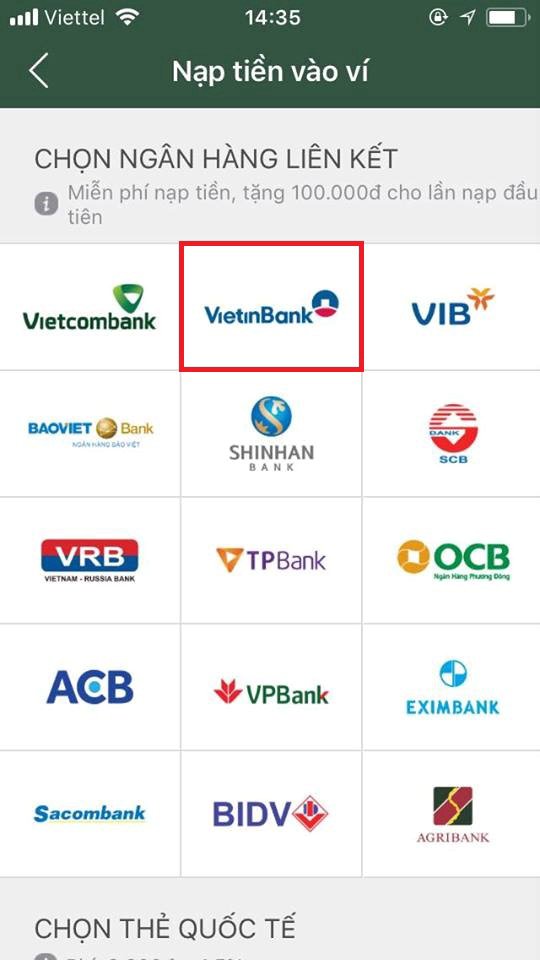 Viettel 14:35
Nạp tiền vào ví
CHỌN NGÂN HÀNG LIÊN KẾT
Miễn phí nạp tiền, tặng 100.000đ cho lần nạp đầu
tiên
Vietcombank VietinBank VIB
BAOVIET Bank
NGÂN HÀNG BẢO VIỆT
SHINHAN
BANK
BANK
SCB
VRB
VIETNAM - RUSSIA BANK
TPBank
OCB
Ngân Hàng Phương Đông
ACB VPBank EXIMBANK
Sacombank BIDV AGRIBANK
CHỌN THẺ QUỐC TẾ